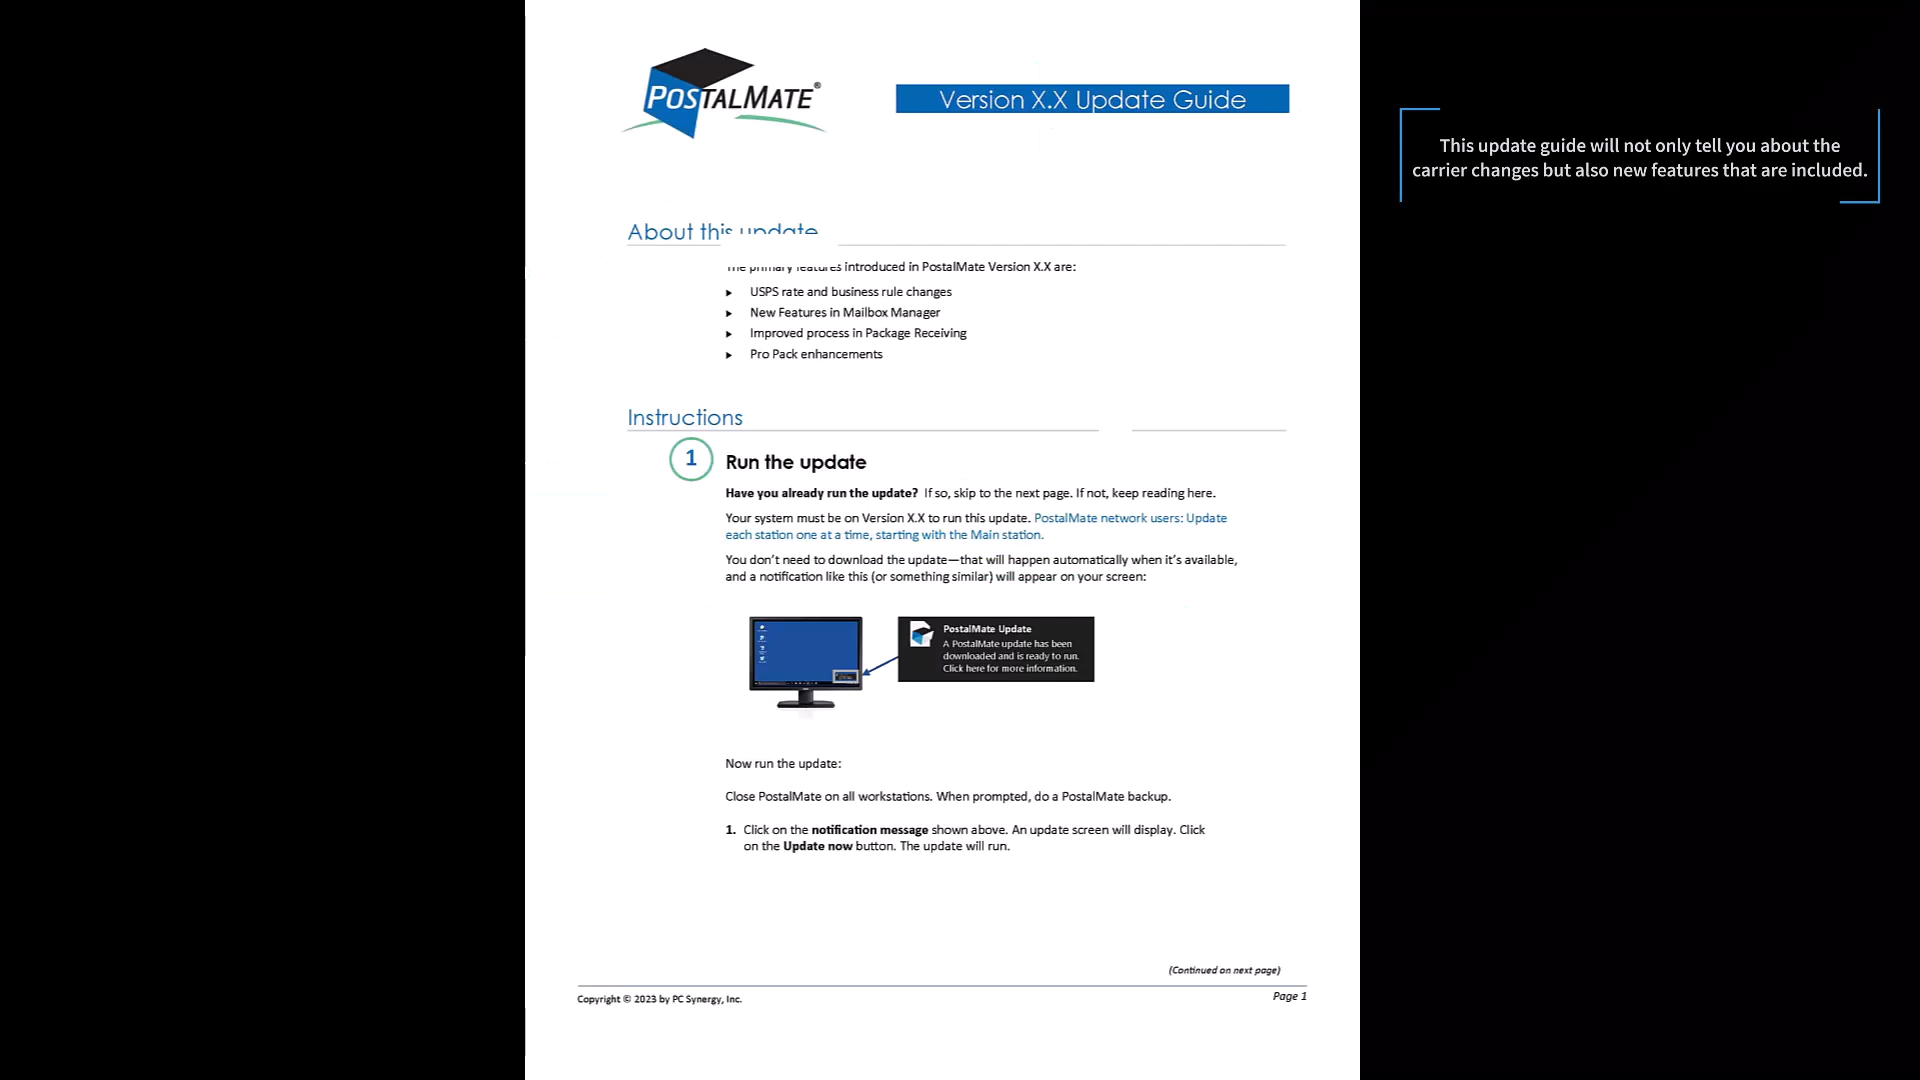 POSTALMATE®
Version X.X Update Guide
This update guide will not only tell you about the
carrier changes but also new features that are included.
About this update
The primary features introduced in PostalMate Version X.X are:
USPS rate and business rule changes
New Features in Mailbox Manager
Improved process in Package Receiving
Pro Pack enhancements
Instructions
1 Run the update
Have you already run the update? If so, skip to the next page. If not, keep reading here.
Your system must be on Version X.X to run this update. PostalMate network users: Update
each station one at a time, starting with the Main station.
You don’t need to download the update—that will happen automatically when it’s available,
and a notification like this (or something similar) will appear on your screen:
PostalMate Update
A PostalMate update has been
downloaded and is ready to run.
Click here for more information.
Now run the update:
Close PostalMate on all workstations. When prompted, do a PostalMate backup.
1. Click on the notification message shown above. An update screen will display. Click
on the Update now button. The update will run.
(Continued on next page)
Copyright © 2023 by PC Synergy, Inc.
Page 1